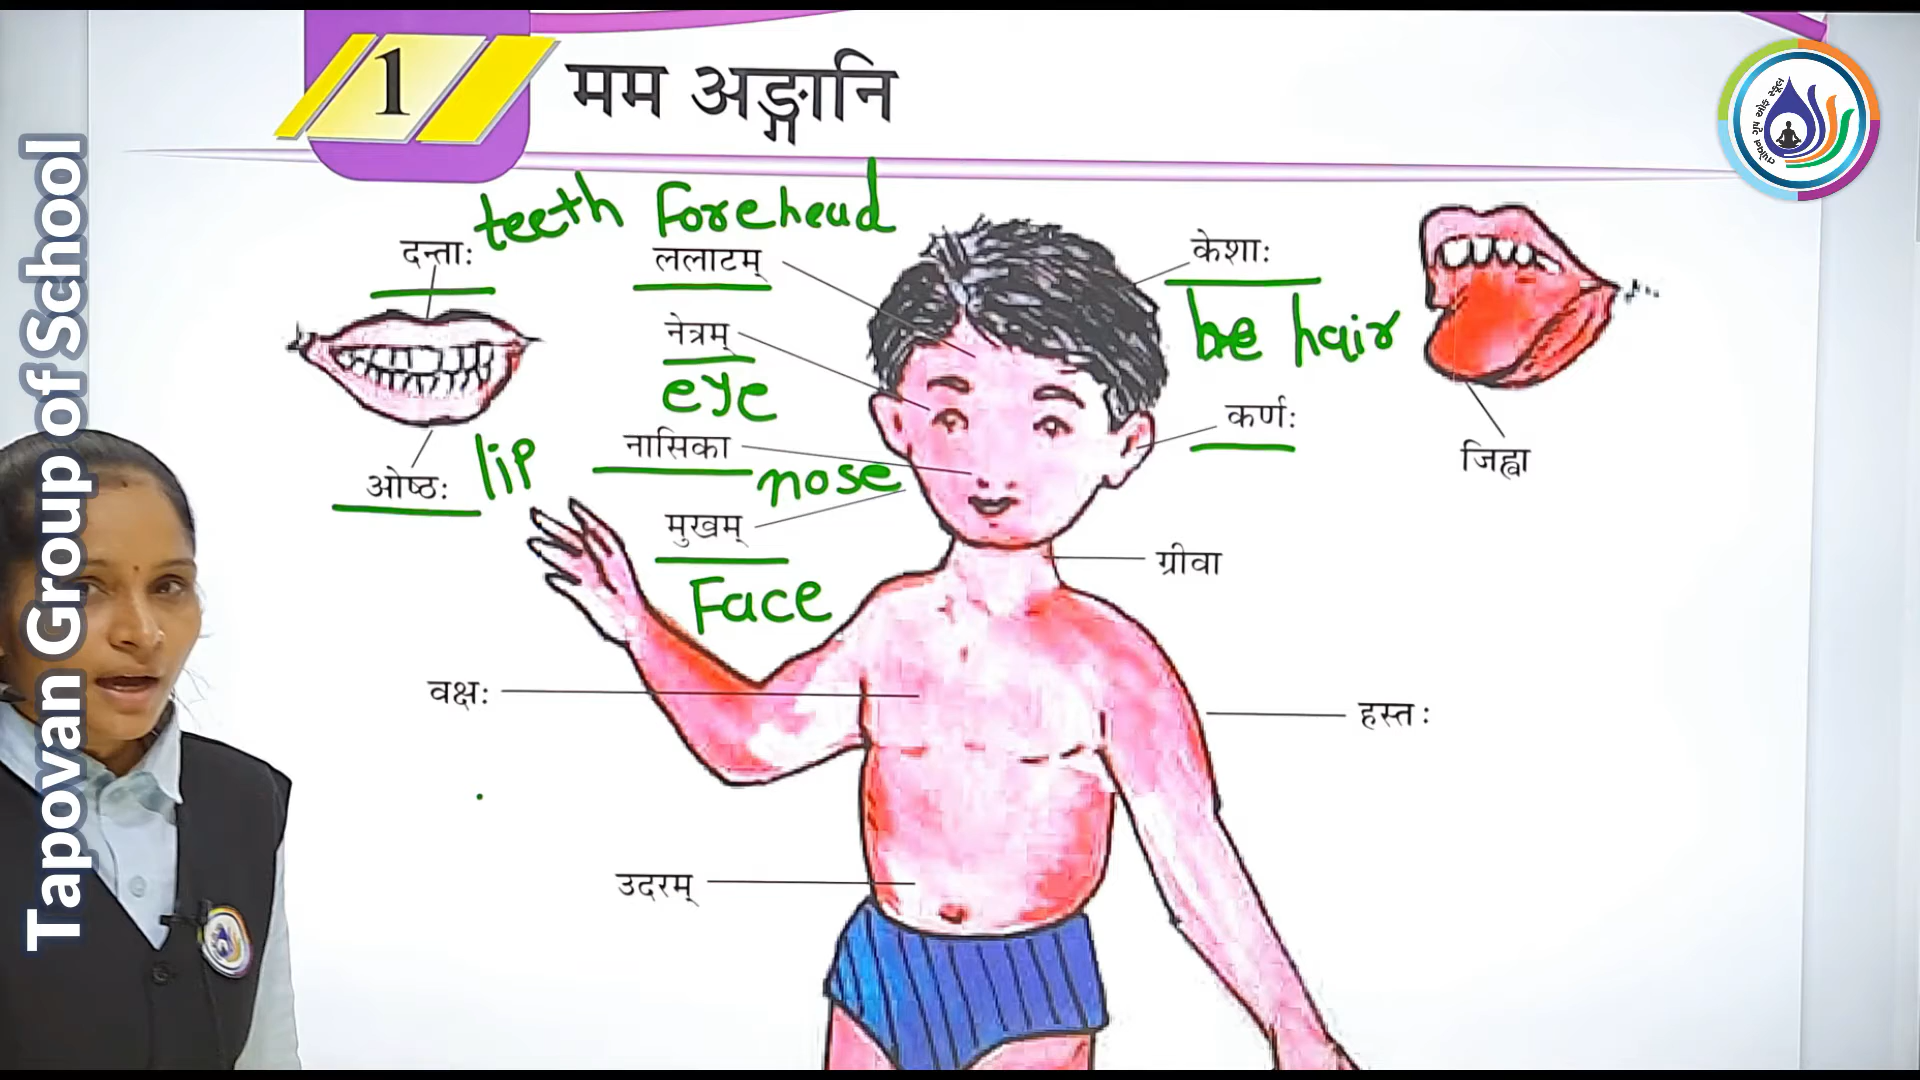 1
मम अङ्गानि
teeth Forehead
दन्ताः
ललाटम्
केशाः
नेत्रम्
be hair
eye
कर्णः
नासिका
lip
nose
ओष्ठः
जिह्वा
मुखम्
ग्रीवा
Face
वक्षः
हस्तः
उदरम्
Tapovan Group of School